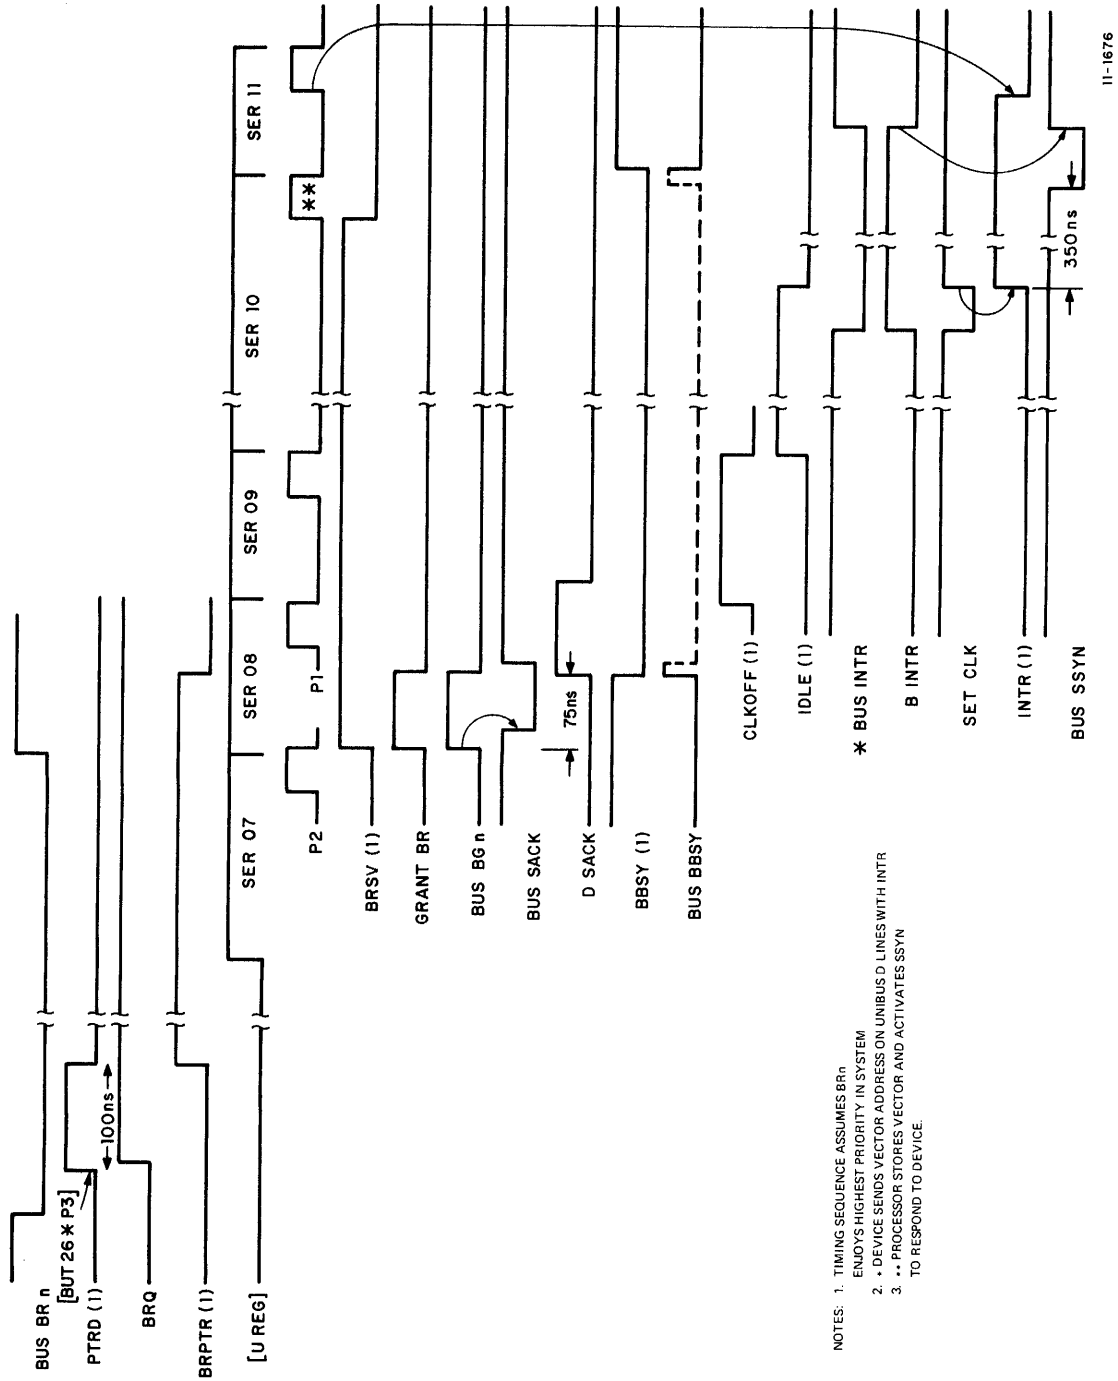 BUS BR n
[BUT 26 * P3]
PTRD (1)
100ns
BRQ
BRPTR (1)
[U REG]
SER 07
SER 08
SER 09
SER 10
SER 11
P2
P1
**
BRSV (1)
GRANT BR
BUS BG n
BUS SACK
75ns
D SACK
BBSY (1)
BUS BBSY
CLKOFF (1)
IDLE (1)
* BUS INTR
B INTR
SET CLK
INTR (1)
350ns
BUS SSYN
NOTES: 1. TIMING SEQUENCE ASSUMES BRn
ENJOYS HIGHEST PRIORITY IN SYSTEM
2. * DEVICE SENDS VECTOR ADDRESS ON UNIBUS D LINES WITH INTR
3. ** PROCESSOR STORES VECTOR AND ACTIVATES SSYN
TO RESPOND TO DEVICE.
11-1676